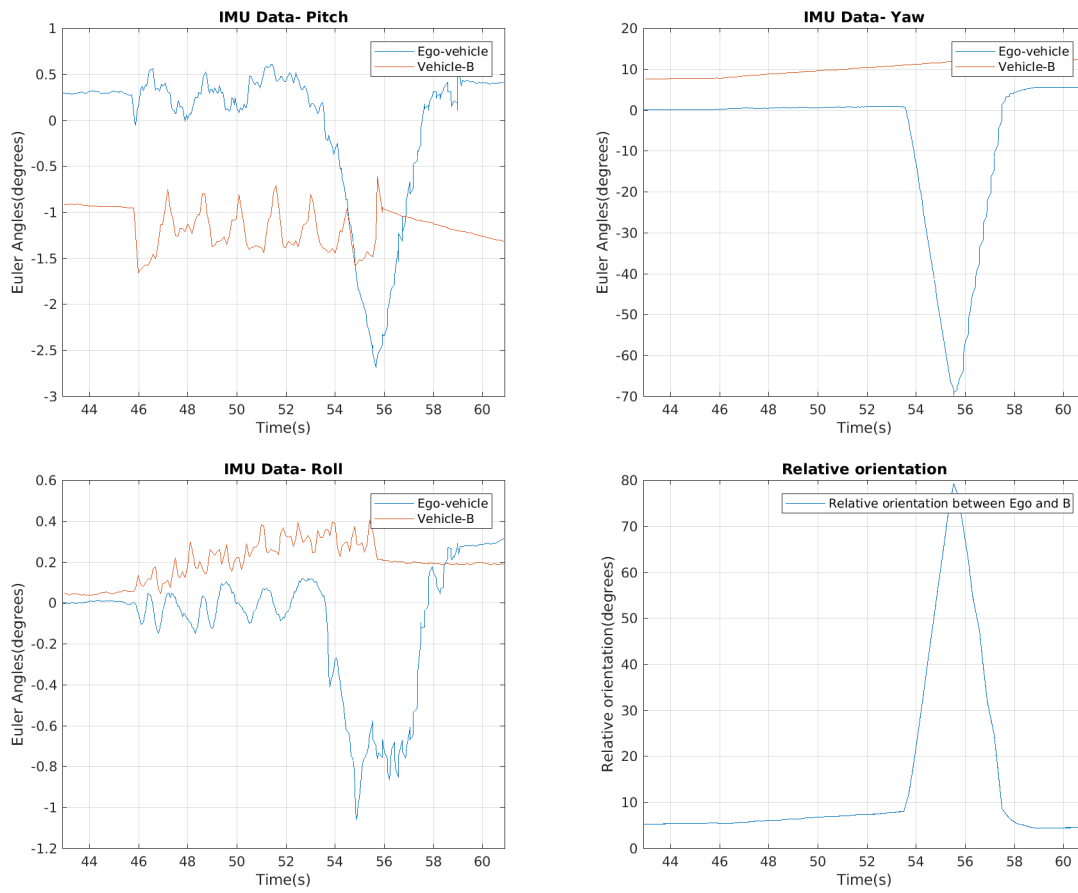 IMU Data- Pitch
Euler Angles(degrees)
1
0.5
0
-0.5
-1
-1.5
-2
-2.5
-3
Ego-vehicle
Vehicle-B
44 46 48 50 52 54 56 58 60
Time(s)
IMU Data- Yaw
Euler Angles(degrees)
20
10
0
-10
-20
-30
-40
-50
-60
-70
Ego-vehicle
Vehicle-B
44 46 48 50 52 54 56 58 60
Time(s)
IMU Data- Roll
Euler Angles(degrees)
0.6
0.4
0.2
0
-0.2
-0.4
-0.6
-0.8
-1
-1.2
Ego-vehicle
Vehicle-B
44 46 48 50 52 54 56 58 60
Time(s)
Relative orientation
Relative orientation(degrees)
80
70
60
50
40
30
20
10
0
Relative orientation between Ego and B
44 46 48 50 52 54 56 58 60
Time(s)